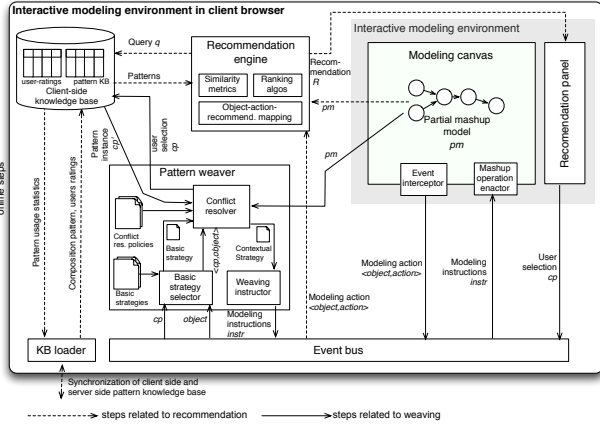 Interactive modeling environment in client browser
Interactive modeling environment
Query q
Patterns
user-ratings
pattern KB
Client-side
knowledge base
Recommendation
engine
Similarity
metrics
Ranking
algos
Object-action-
recommend. mapping
Recom-
mendation
R
pm
Modeling canvas
Partial mashup
model
pm
Recommendation panel
Event
interceptor
Mashup
operation
enactor
pm
online steps
Pattern usage statistics
Composition pattern, users ratings
Pattern
instance
cp'
user
selection
cp
Pattern weaver
Conflict
resolver
Conflict
res. policies
Basic
strategy
<cp,object>
Contextual
Strategy
Basic
strategies
Basic
strategy
selector
Weaving
instructor
cp
object
Modeling
instructions
instr
Modeling action
<object,action>
Modeling action
<object,action>
Modeling
instructions
instr
User
selection
cp
KB loader
Event bus
Synchronization of client side and
server side pattern knowledge base
steps related to recommendation
steps related to weaving